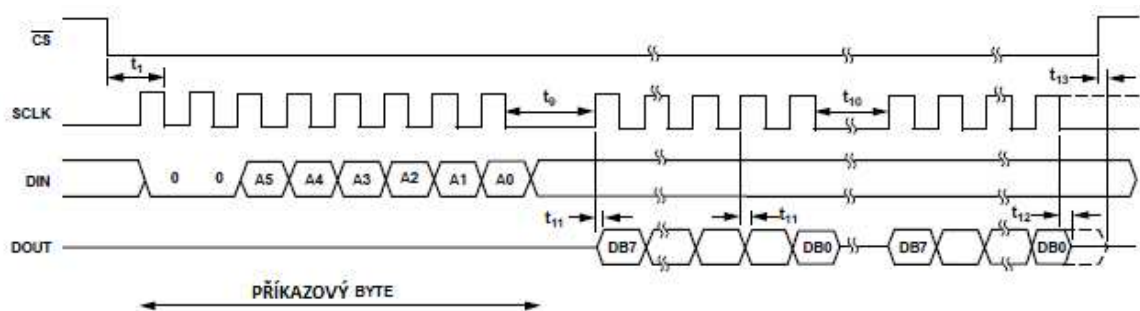 CS
t1
t13
SCLK
t9
t10
DIN
0 0 A5 A4 A3 A2 A1 A0
t11
t11
t12
DOUT
DB7 DB0 DB7 DB0
PŘÍKAZOVÝ BYTE